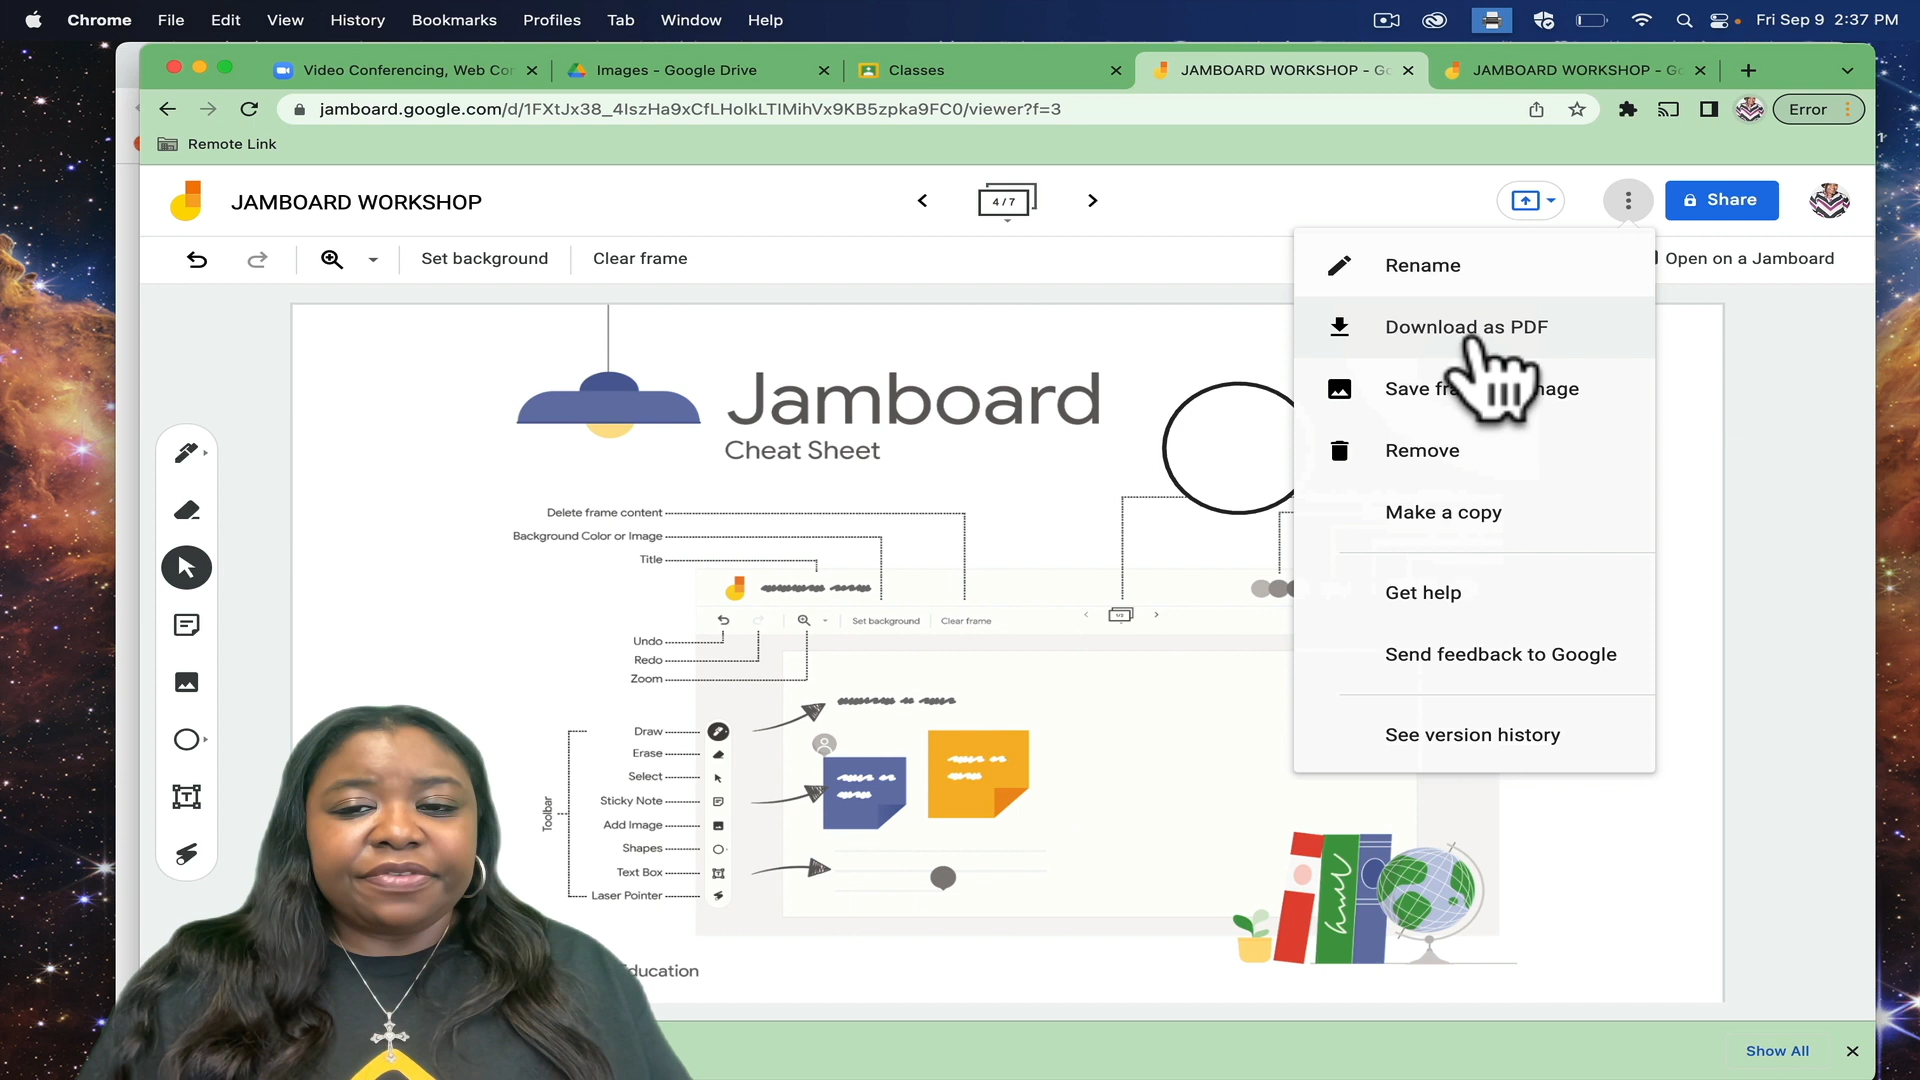 Chrome File Edit View History Bookmarks Profiles Tab Window Help Fri Sep 9 2:37 PM
Video Conferencing, Web Co Images - Google Drive Classes JAMBOARD WORKSHOP - Go JAMBOARD WORKSHOP - Go
jamboard.google.com/d/1FXtJx38_4IszHa9xCfLHolkLTIMihVx9KB5zpka9FC0/viewer?f=3 Error
Remote Link
JAMBOARD WORKSHOP 4 / 7 Share
Set background Clear frame Open on a Jamboard
Rename
Download as PDF
Save
Remove
Make a copy
Get help
Send feedback to Google
See version history
Jamboard
Cheat Sheet
Delete frame content
Background Color or Image
Title
Set background Clear frame
Undo
Redo
Zoom
Toolbar
Draw
Erase
Select
Sticky Note
Add Image
Shapes
Text Box
Laser Pointer
Education
Show All